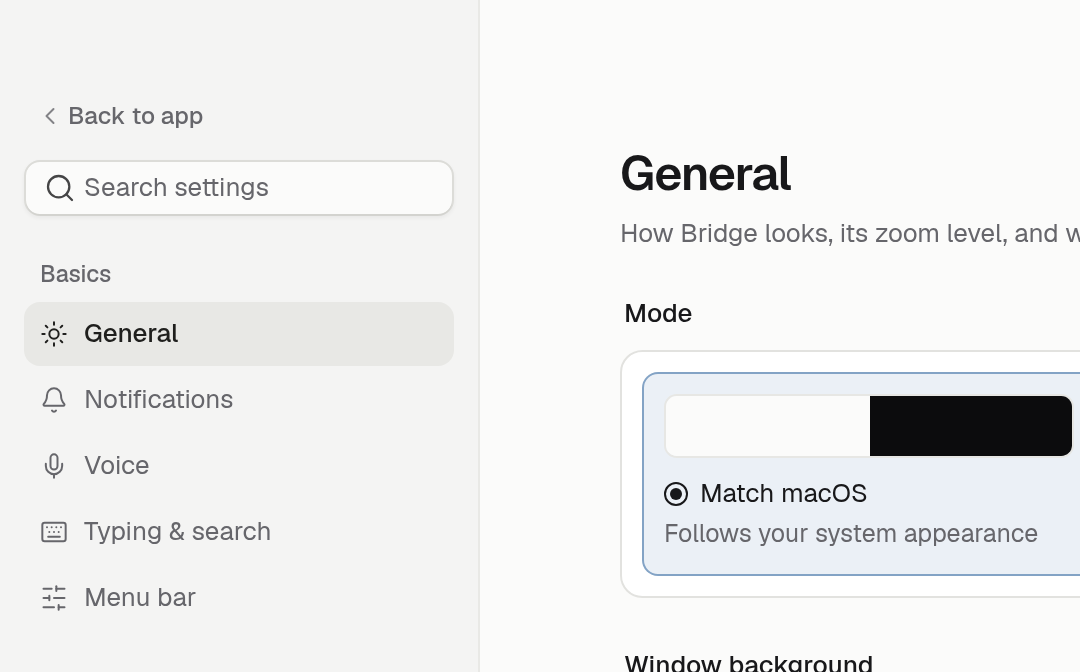 Back to app
Search settings
Basics
General
Notifications
Voice
Typing & search
Menu bar
General
How Bridge looks, its zoom level, and
Mode
Match macOS
Follows your system appearance
Window background